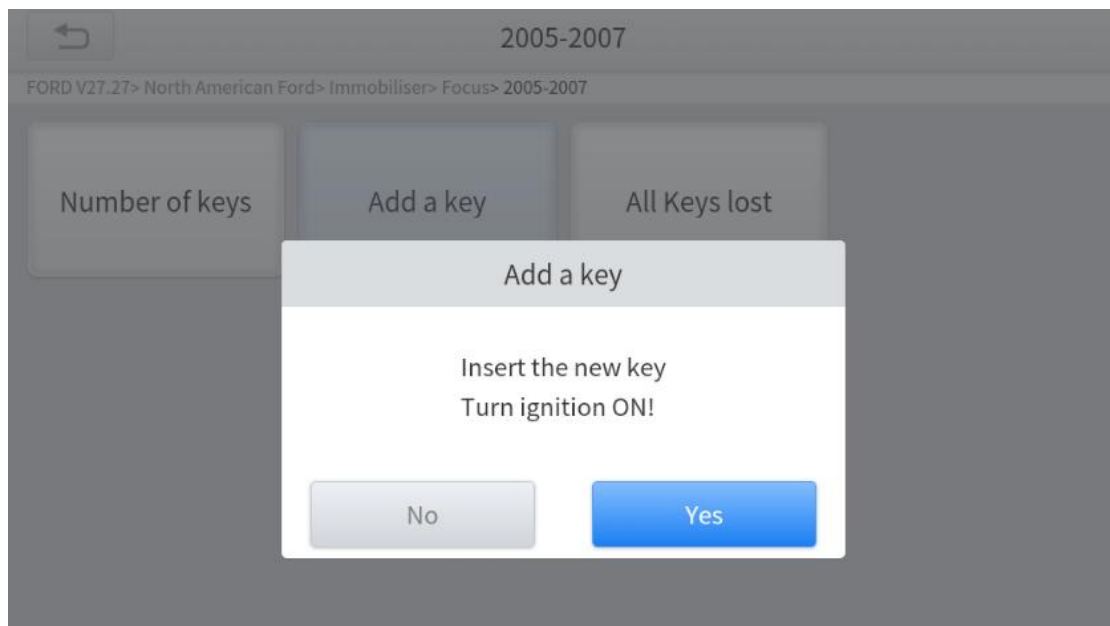 2005-2007
FORD V27.27> North American Ford> Immobiliser> Focus> 2005-2007
Number of keys
Add a key
All Keys lost
Add a key
Insert the new key
Turn ignition ON!
No
Yes